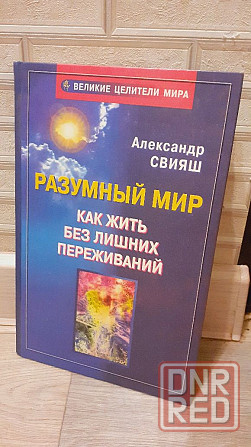 ВЕЛИКИЕ ЦЕЛИТЕЛИ МИРА
Александр
СВИЯШ
РАЗУМНЫЙ МИР
КАК ЖИТЬ
БЕЗ ЛИШНИХ
ПЕРЕЖИВАНИЙ
DNR
RED